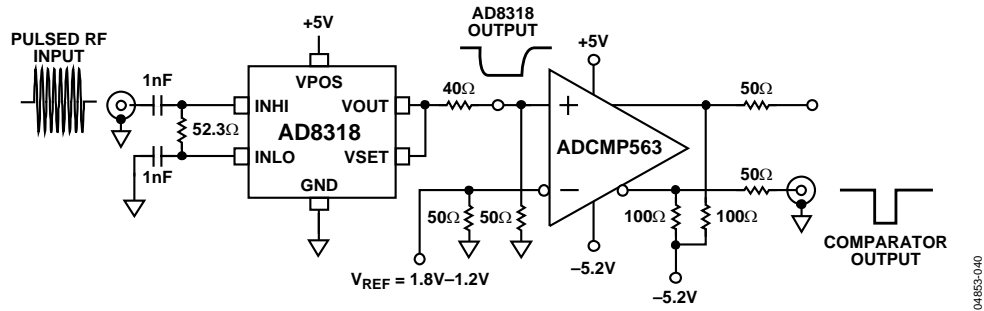 AD8318
OUTPUT
+5V
+5V
PULSED RF
INPUT
1nF
VPOS
40Ω
50Ω
INHI
VOUT
+
52.3Ω
AD8318
ADCMP563
INLO
VSET
–
50Ω
1nF
GND
50Ω
50Ω
100Ω
100Ω
COMPARATOR
OUTPUT
VREF = 1.8V–1.2V
–5.2V
–5.2V
04853-040